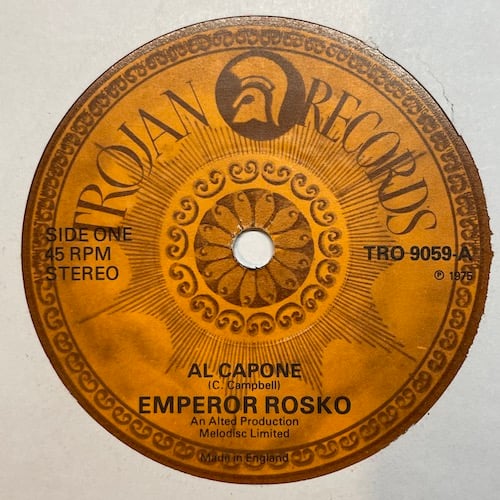 TROJAN RECORDS
SIDE ONE
45 RPM
STEREO
TRO 9059-A
℗ 1975
AL CAPONE
(C. Campbell)
EMPEROR ROSKO
An Alted Production
Melodisc Limited
Made in England